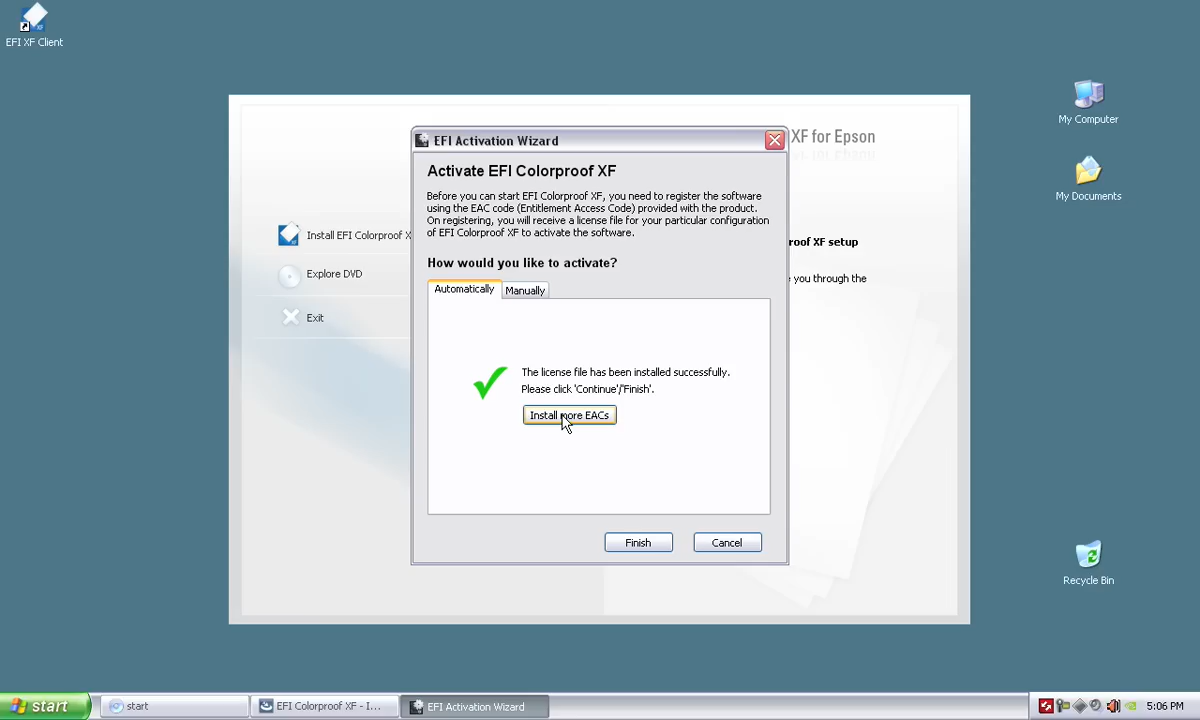 EFI XF Client
My Computer
My Documents
Recycle Bin
XF for Epson
Install EFI Colorproof X
Explore DVD
Exit
roof XF setup
you through the
EFI Activation Wizard
Activate EFI Colorproof XF
Before you can start EFI Colorproof XF, you need to register the software
using the EAC code (Entitlement Access Code) provided with the product.
On registering, you will receive a license file for your particular configuration
of EFI Colorproof XF to activate the software.
How would you like to activate?
Automatically
Manually
The license file has been installed successfully.
Please click 'Continue'/'Finish'.
Install more EACs
Finish
Cancel
start
start
EFI Colorproof XF - I...
EFI Activation Wizard
5:06 PM